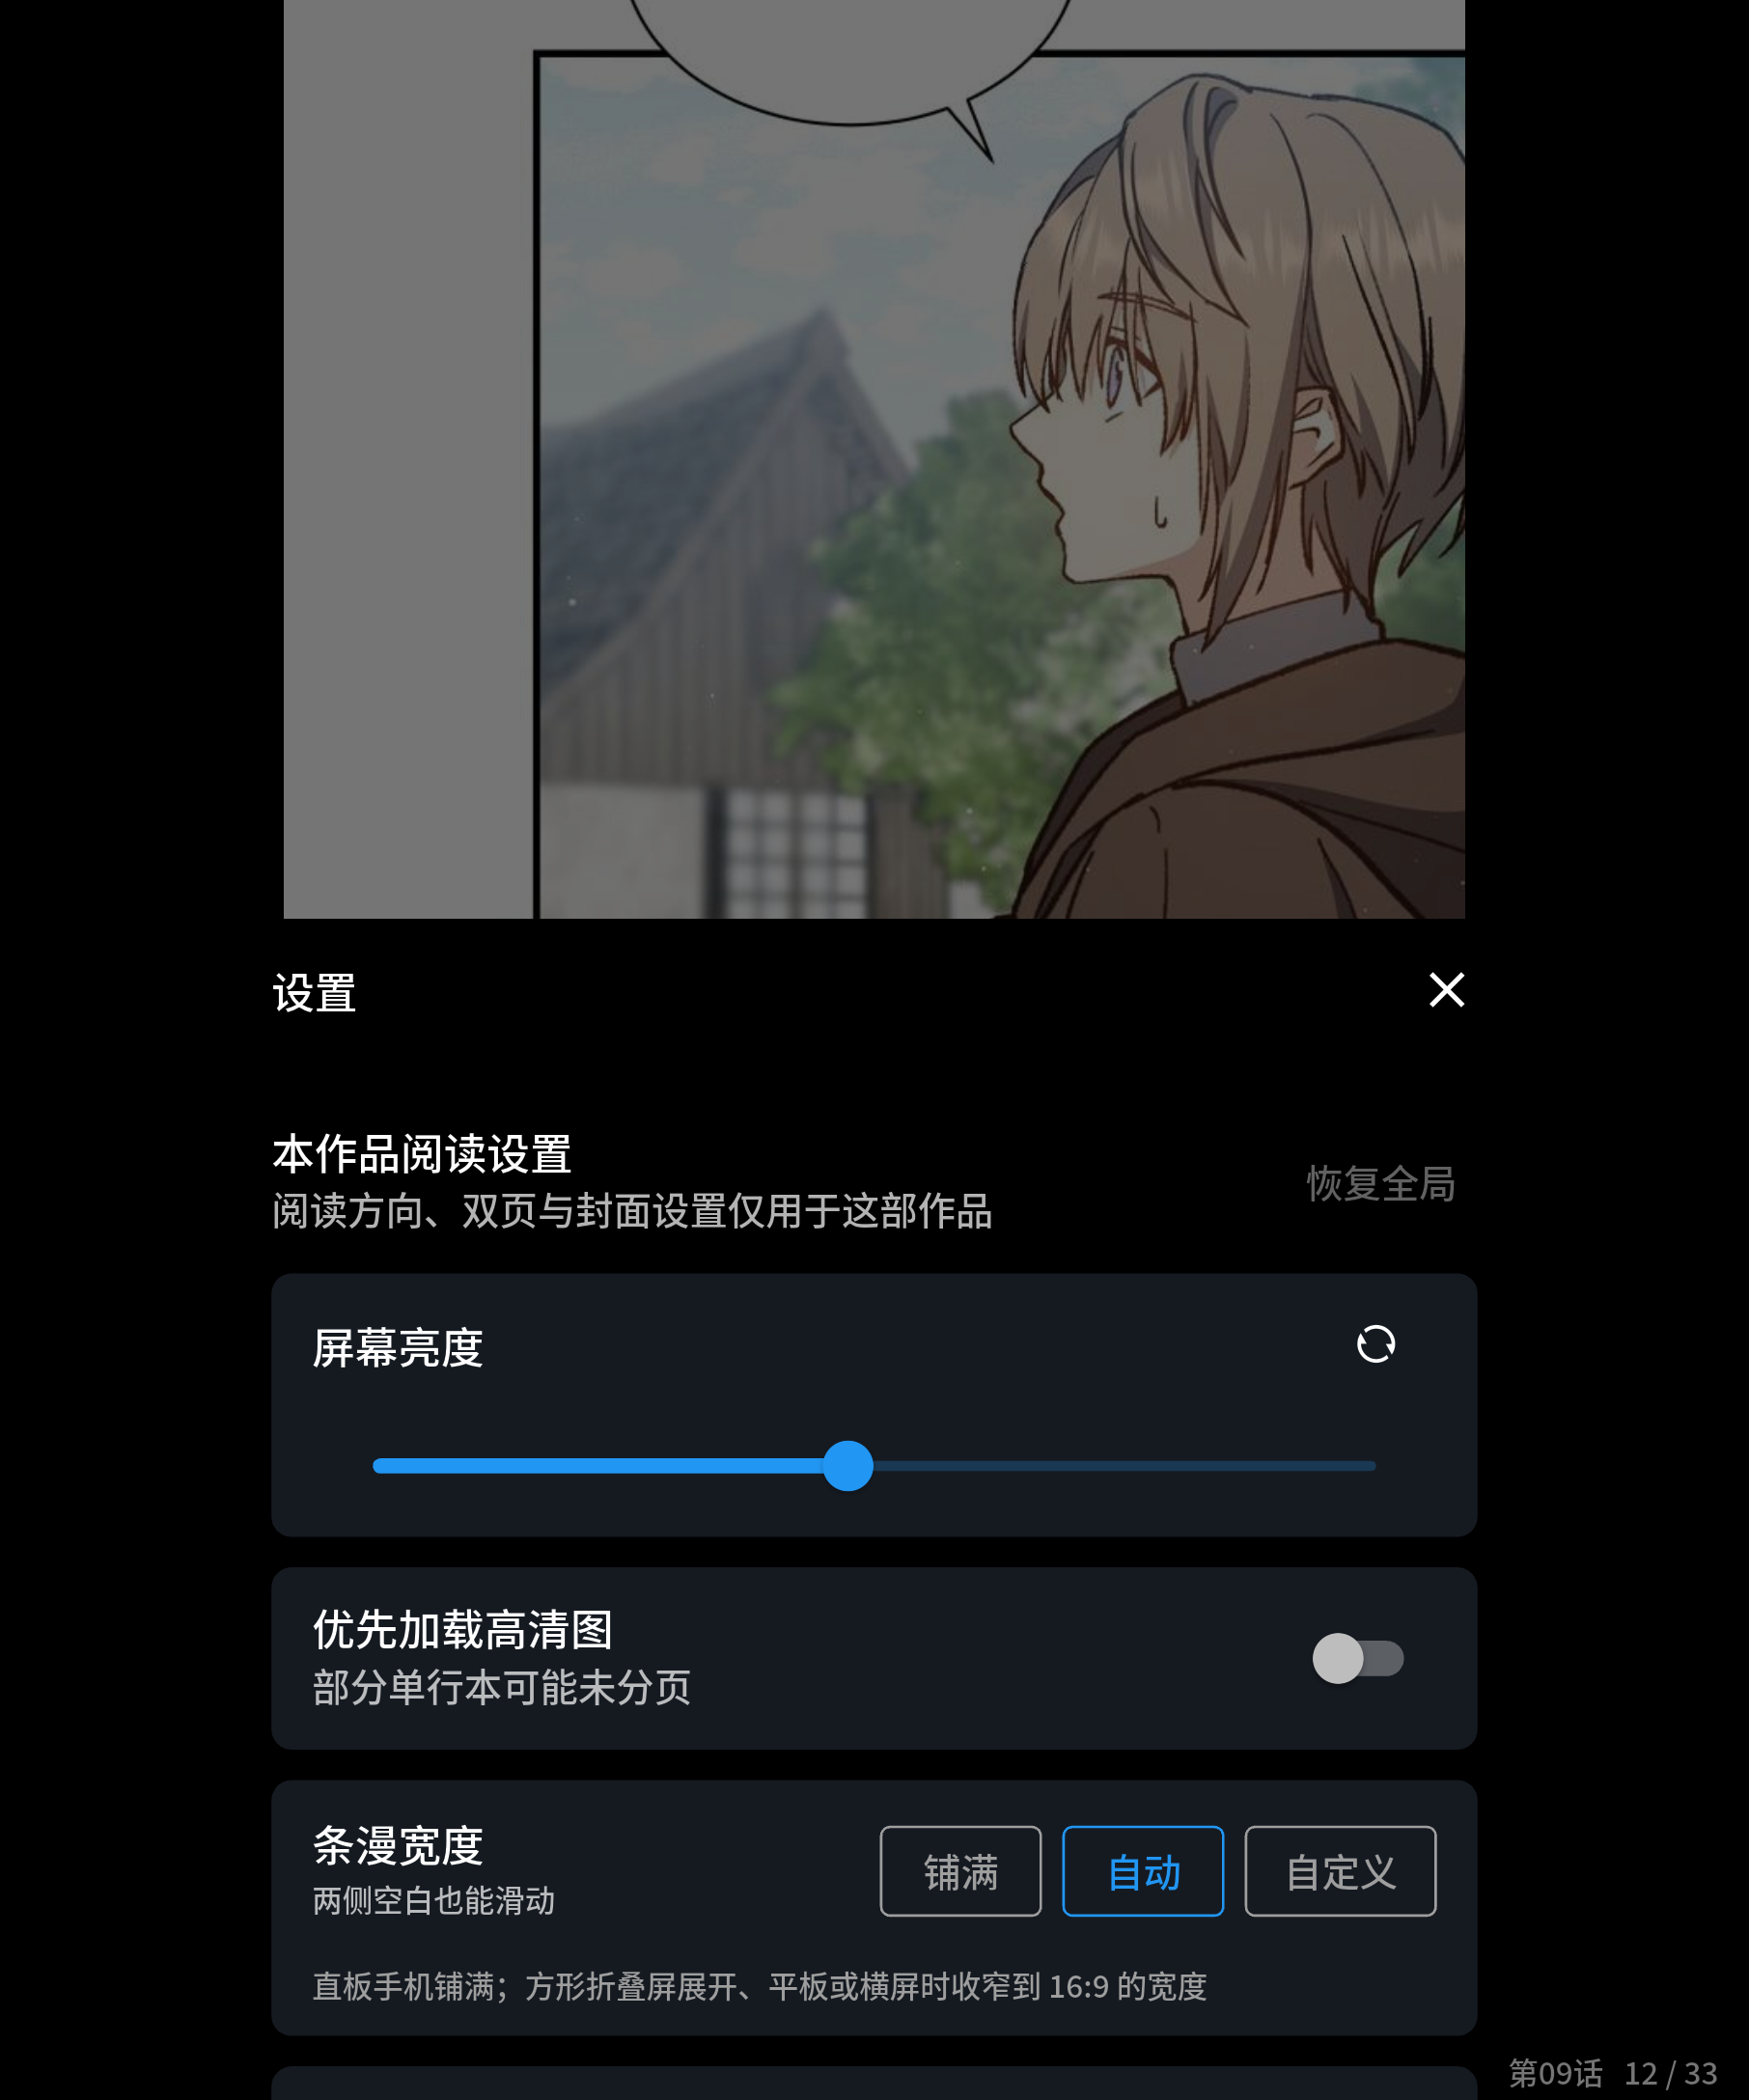 设置
本作品阅读设置
阅读方向、双页与封面设置仅用于这部作品
恢复全局
屏幕亮度
优先加载高清图
部分单行本可能未分页
条漫宽度
两侧空白也能滑动
铺满
自动
自定义
直板手机铺满；方形折叠屏展开、平板或横屏时收窄到 16:9 的宽度
第09话 12 / 33